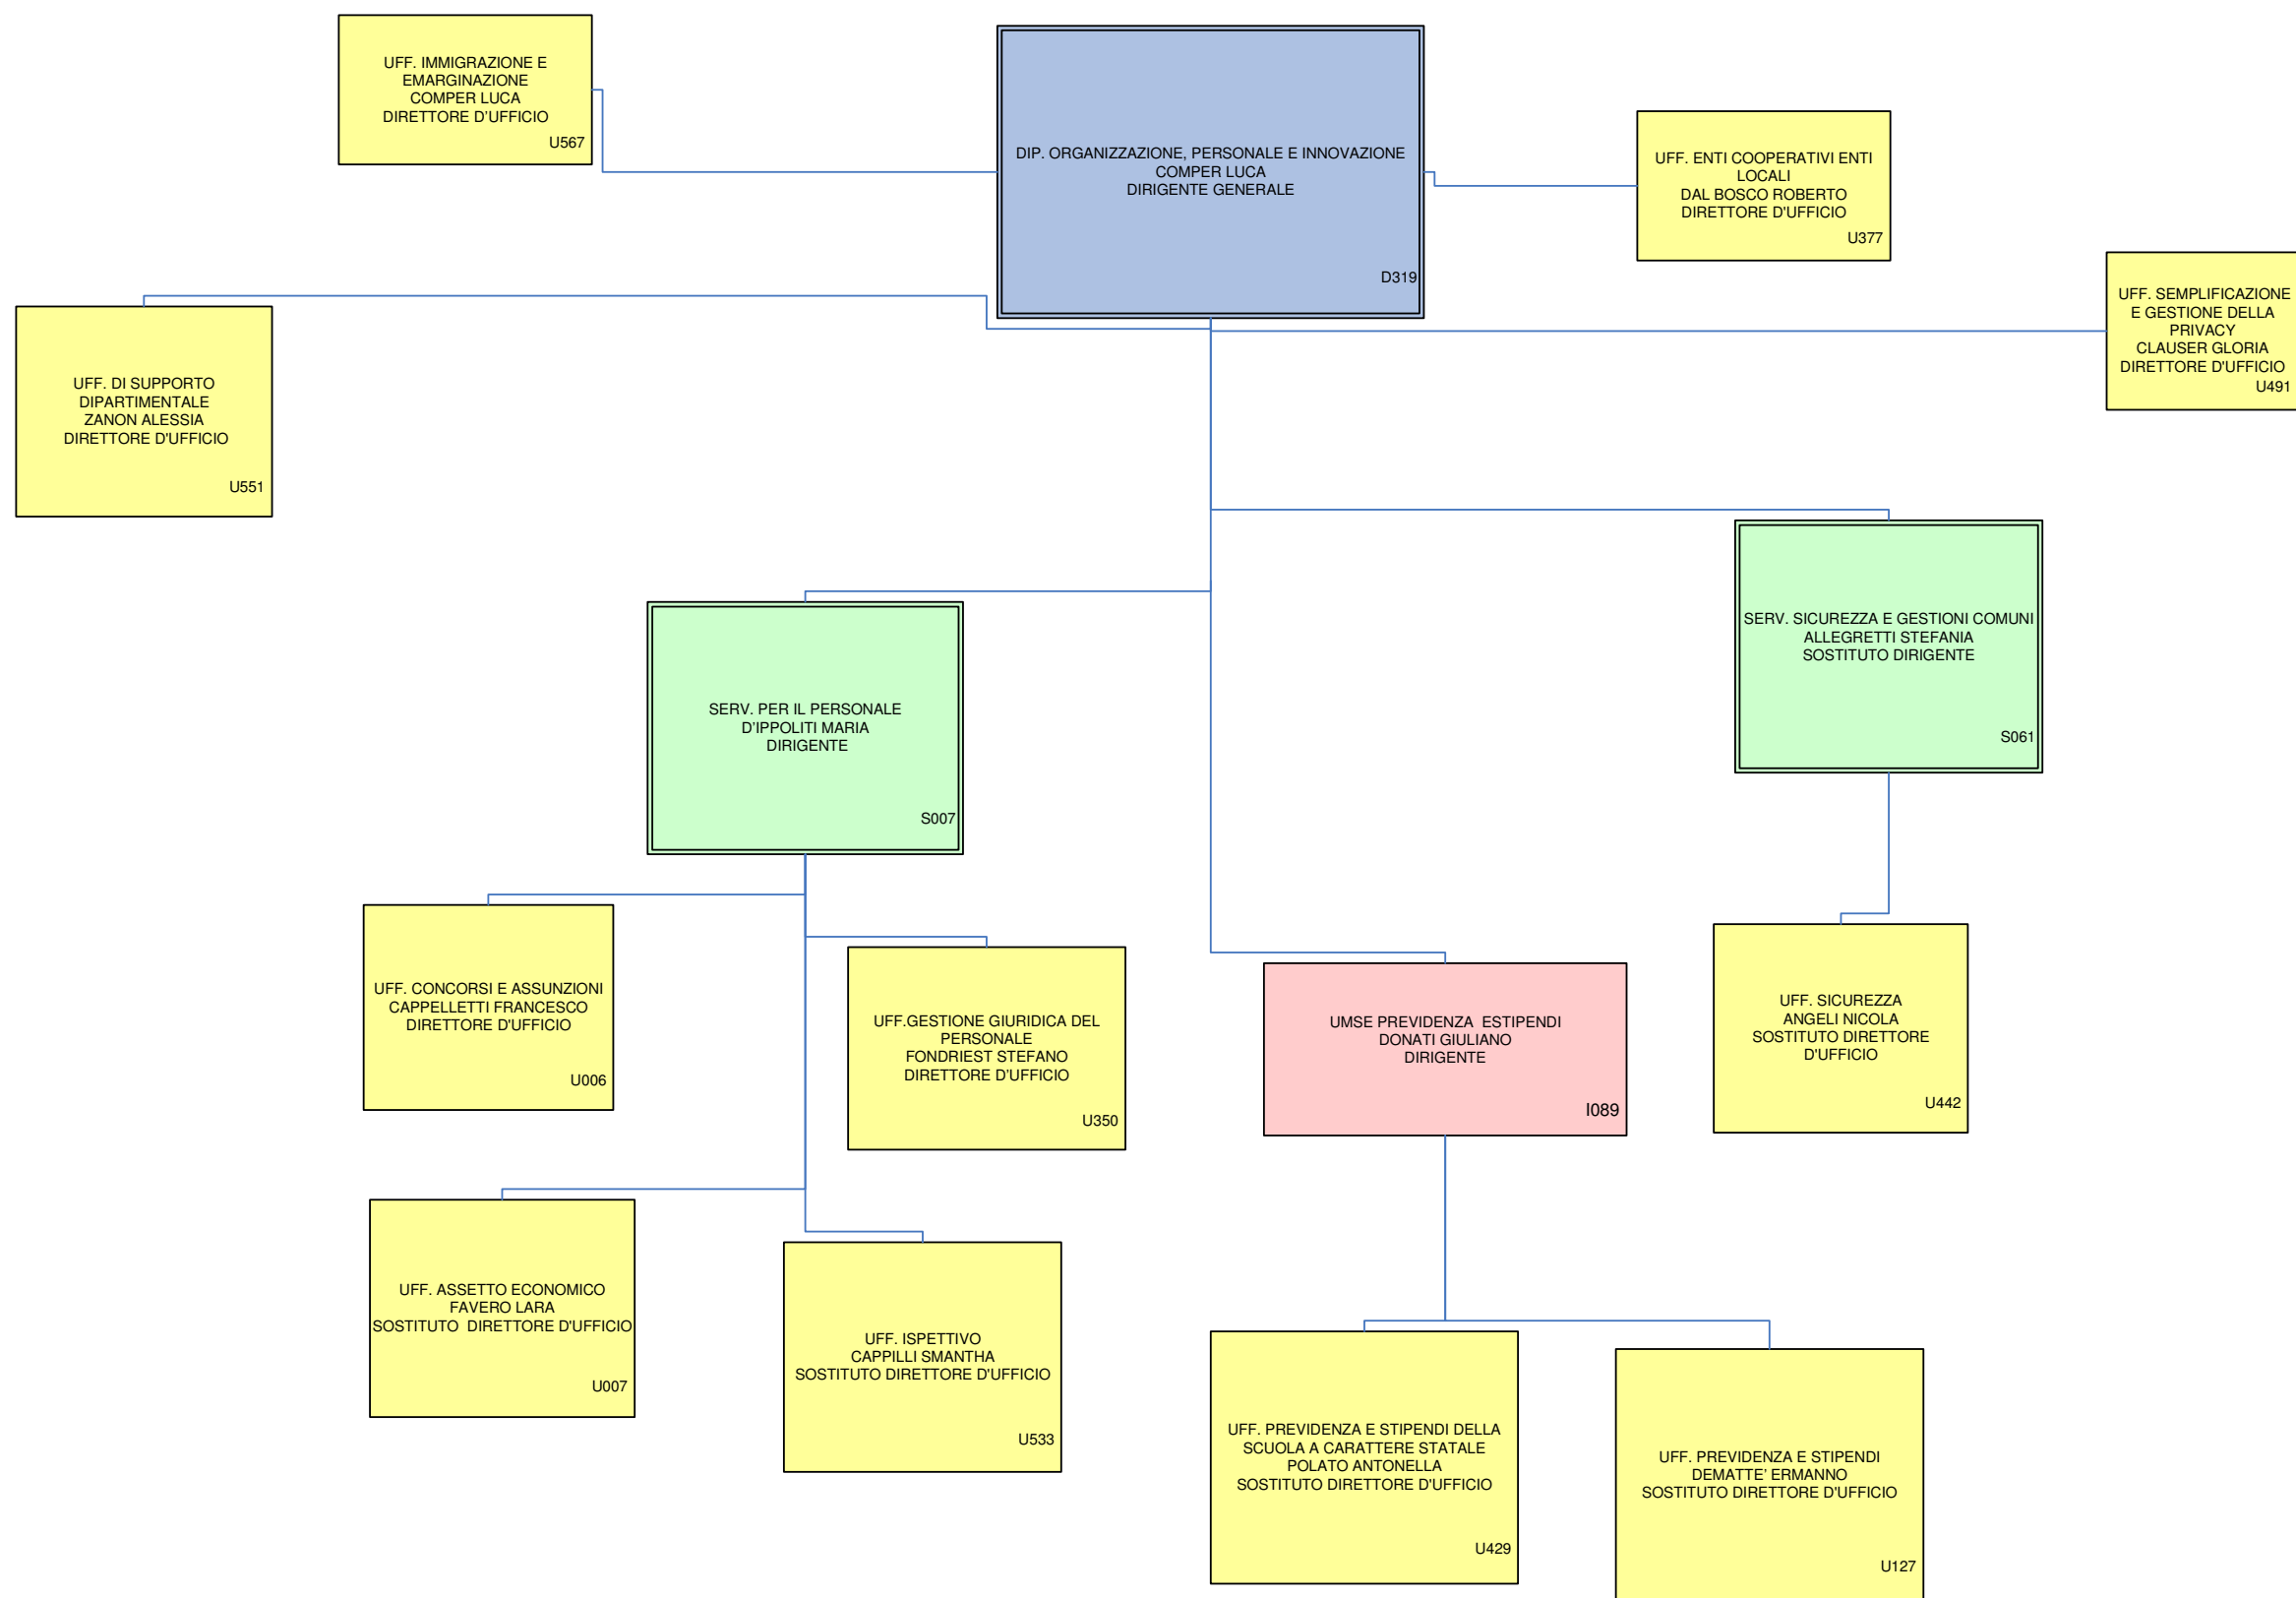 UFF. IMMIGRAZIONE E
EMARGINAZIONE
COMPER LUCA
DIRETTORE D'UFFICIO
U567
DIP. ORGANIZZAZIONE, PERSONALE E INNOVAZIONE
COMPER LUCA
DIRIGENTE GENERALE
D319
UFF. ENTI COOPERATIVI ENTI
LOCALI
DAL BOSCO ROBERTO
DIRETTORE D'UFFICIO
U377
UFF. SEMPLIFICAZIONE
E GESTIONE DELLA
PRIVACY
CLAUSER GLORIA
DIRETTORE D'UFFICIO
U491
UFF. DI SUPPORTO
DIPARTIMENTALE
ZANON ALESSIA
DIRETTORE D'UFFICIO
U551
SERV. SICUREZZA E GESTIONI COMUNI
ALLEGRETTI STEFANIA
SOSTITUTO DIRIGENTE
S061
SERV. PER IL PERSONALE
D'IPPOLITI MARIA
DIRIGENTE
S007
UFF. CONCORSI E ASSUNZIONI
CAPPELLETTI FRANCESCO
DIRETTORE D'UFFICIO
U006
UFF.GESTIONE GIURIDICA DEL
PERSONALE
FONDRIEST STEFANO
DIRETTORE D'UFFICIO
U350
UMSE PREVIDENZA  ESTIPENDI
DONATI GIULIANO
DIRIGENTE
I089
UFF. SICUREZZA
ANGELI NICOLA
SOSTITUTO DIRETTORE
D'UFFICIO
U442
UFF. ASSETTO ECONOMICO
FAVERO LARA
SOSTITUTO  DIRETTORE D'UFFICIO
U007
UFF. ISPETTIVO
CAPPILLI SMANTHA
SOSTITUTO DIRETTORE D'UFFICIO
U533
UFF. PREVIDENZA E STIPENDI DELLA
SCUOLA A CARATTERE STATALE
POLATO ANTONELLA
SOSTITUTO DIRETTORE D'UFFICIO
U429
UFF. PREVIDENZA E STIPENDI
DEMATTE' ERMANNO
SOSTITUTO DIRETTORE D'UFFICIO
U127